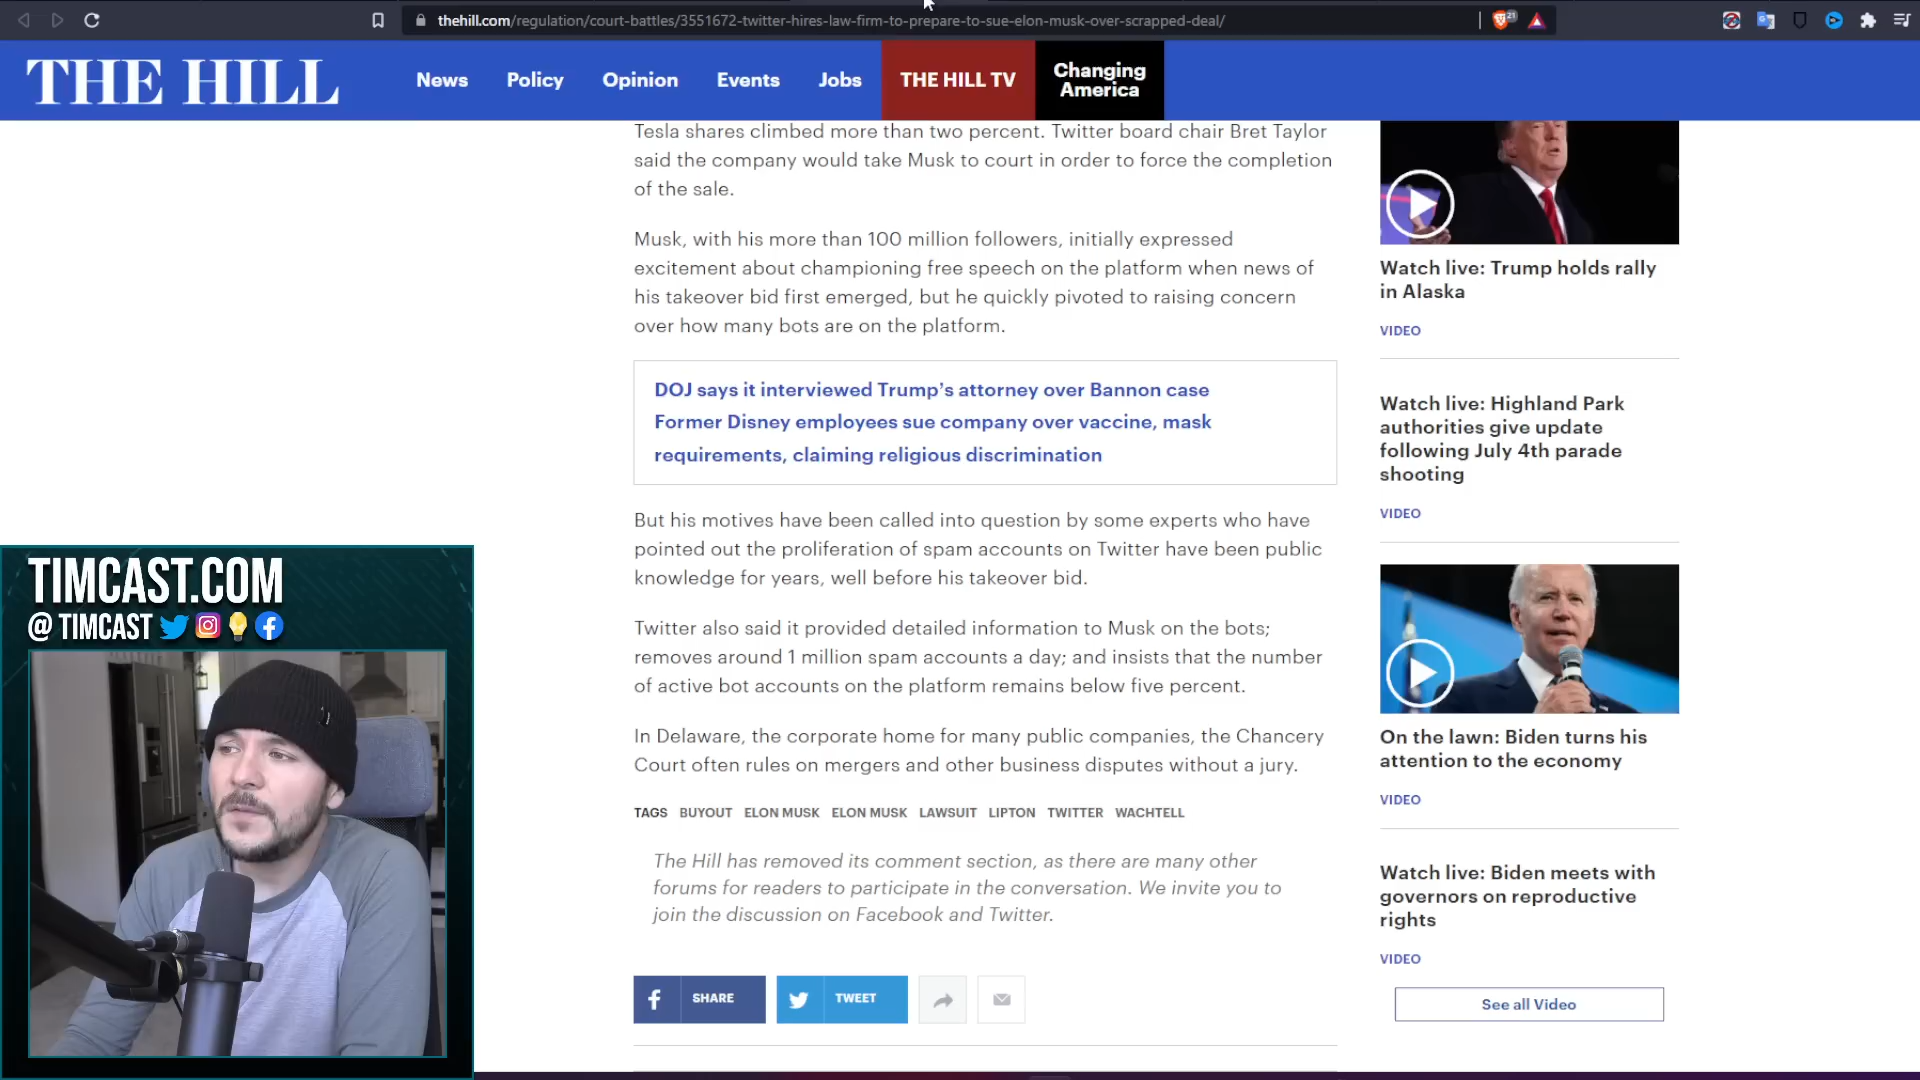 thehill.com/regulation/court-battles/3551672-twitter-hires-law-firm-to-prepare-to-sue-elon-musk-over-scrapped-deal/
21
THE HILL
News
Policy
Opinion
Events
Jobs
THE HILL TV
Changing
America
Tesla shares climbed more than two percent. Twitter board chair Bret Taylor
said the company would take Musk to court in order to force the completion
of the sale.
Musk, with his more than 100 million followers, initially expressed
excitement about championing free speech on the platform when news of
his takeover bid first emerged, but he quickly pivoted to raising concern
over how many bots are on the platform.
DOJ says it interviewed Trump’s attorney over Bannon case
Former Disney employees sue company over vaccine, mask
requirements, claiming religious discrimination
But his motives have been called into question by some experts who have
pointed out the proliferation of spam accounts on Twitter have been public
knowledge for years, well before his takeover bid.
Twitter also said it provided detailed information to Musk on the bots;
removes around 1 million spam accounts a day; and insists that the number
of active bot accounts on the platform remains below five percent.
In Delaware, the corporate home for many public companies, the Chancery
Court often rules on mergers and other business disputes without a jury.
TAGS BUYOUT ELON MUSK ELON MUSK LAWSUIT LIPTON TWITTER WACHTELL
The Hill has removed its comment section, as there are many other
forums for readers to participate in the conversation. We invite you to
join the discussion on Facebook and Twitter.
SHARE
TWEET
Watch live: Trump holds rally
in Alaska
VIDEO
Watch live: Highland Park
authorities give update
following July 4th parade
shooting
VIDEO
On the lawn: Biden turns his
attention to the economy
VIDEO
Watch live: Biden meets with
governors on reproductive
rights
VIDEO
See all Video
TIMCAST.COM
@ TIMCAST